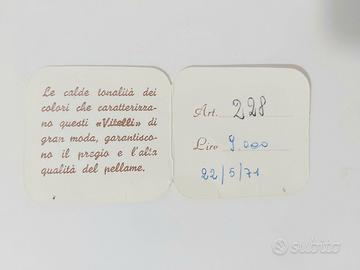 Le calde tonalità dei
colori che caratterizza-
no questi «Vitelli» di
gran moda, garantisco-
no il pregio e l'alta
qualità del pellame.
Art. 228
Lire 9.000
22/5/71
subito